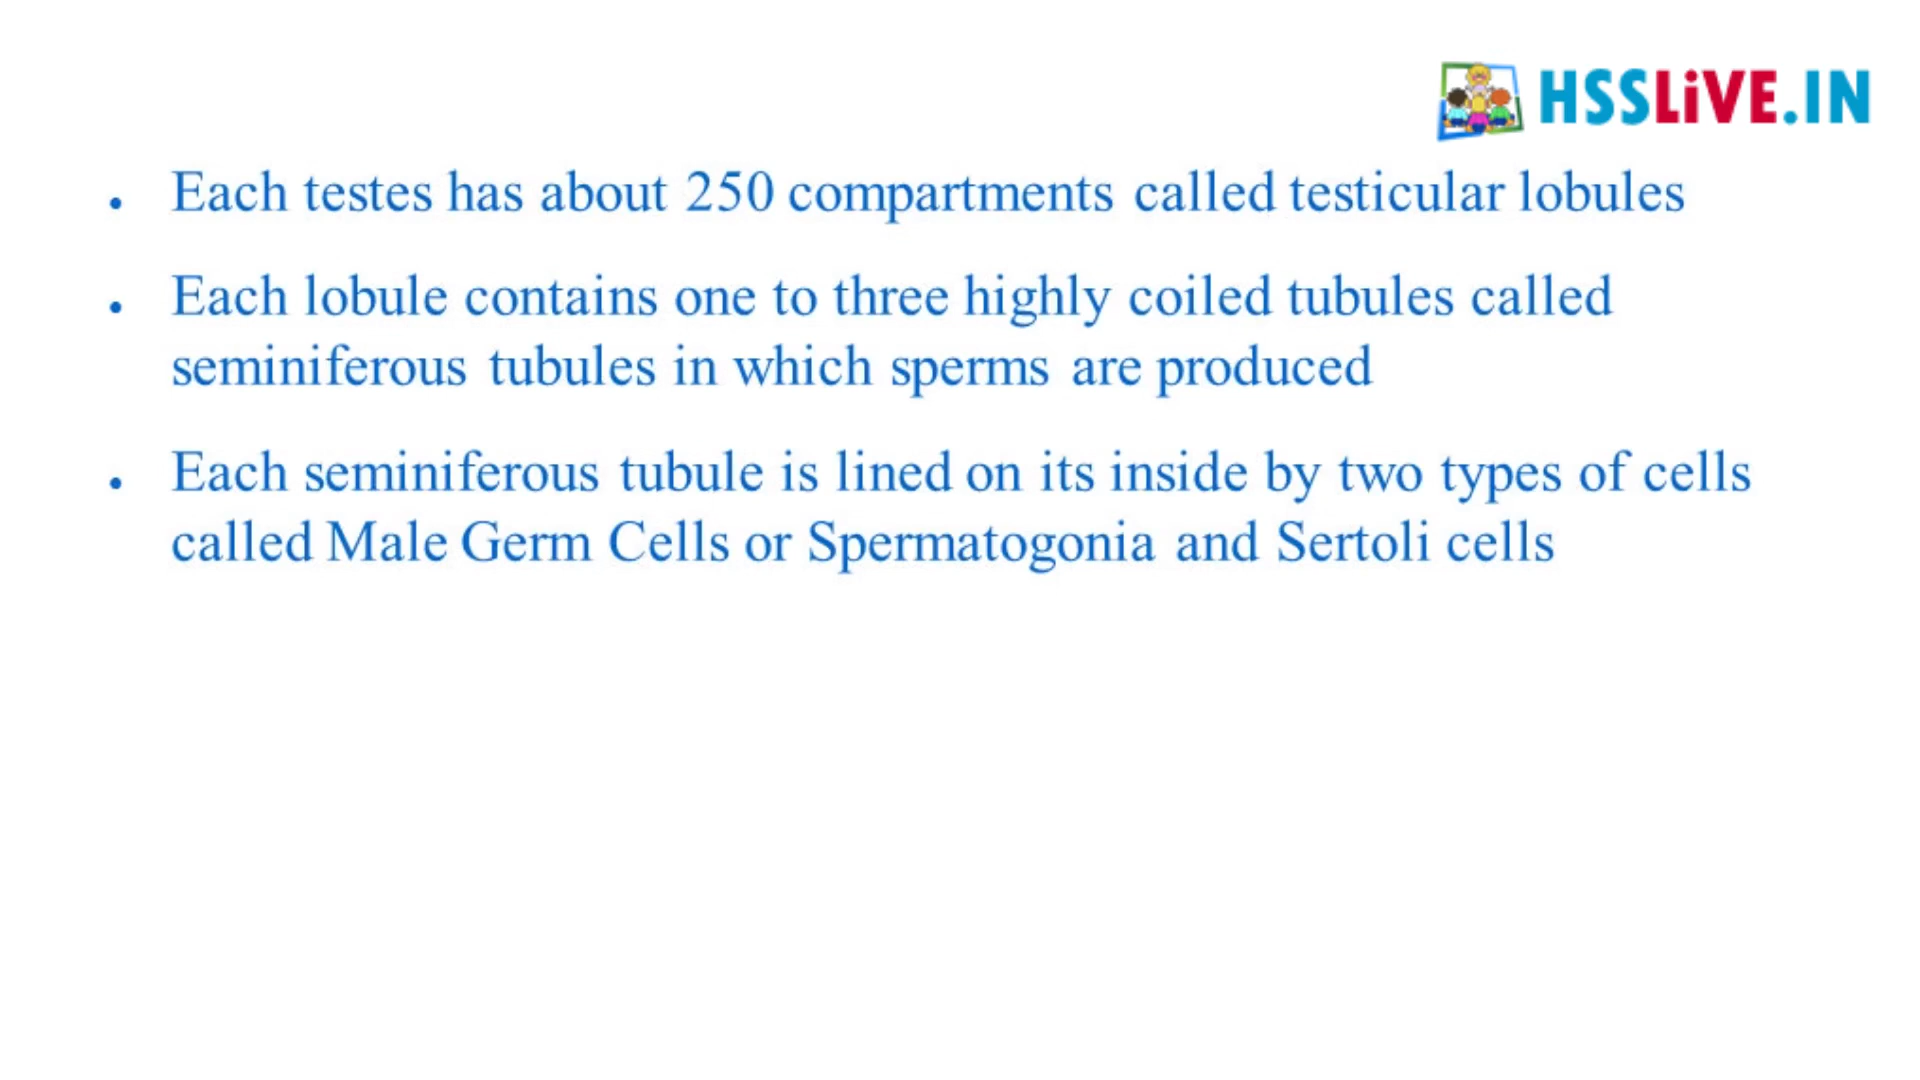 HSSLiVE.IN
• Each testes has about 250 compartments called testicular lobules
• Each lobule contains one to three highly coiled tubules called
seminiferous tubules in which sperms are produced
• Each seminiferous tubule is lined on its inside by two types of cells
called Male Germ Cells or Spermatogonia and Sertoli cells